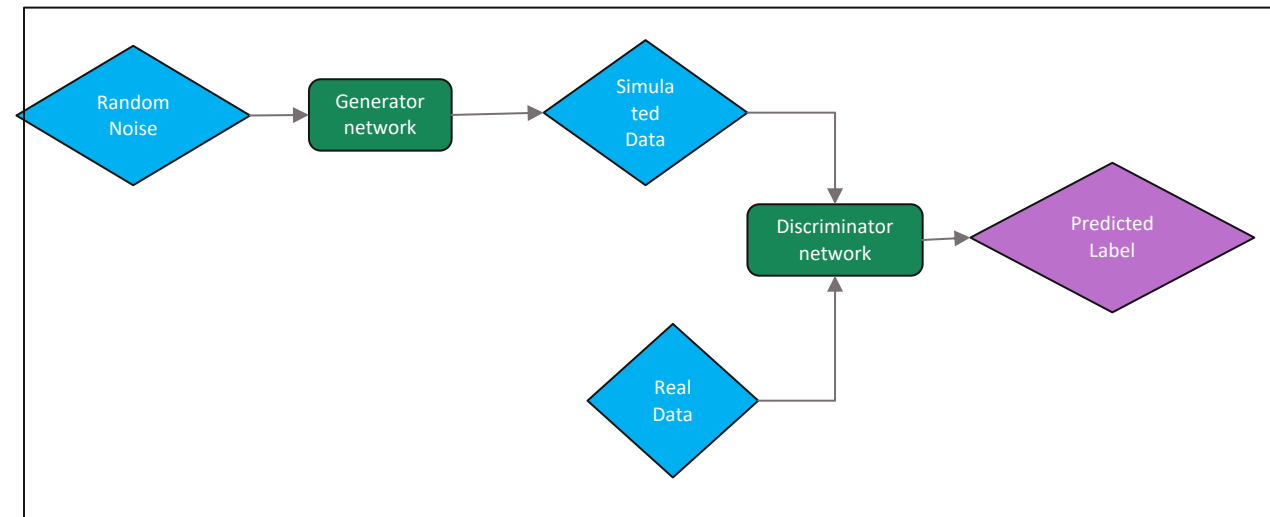 Random
Noise
Generator
network
Simula
ted
Data
Discriminator
network
Predicted
Label
Real
Data